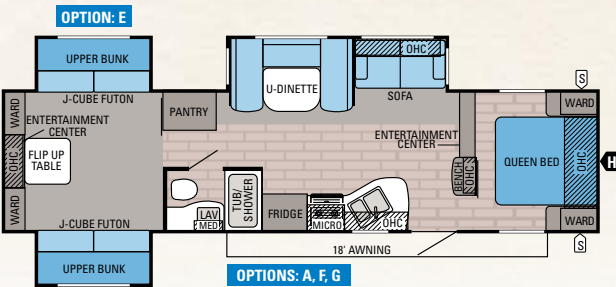 OPTION: E
UPPER BUNK
J-CUBE FUTON
WARD
ENTERTAINMENT
CENTER
OHC
FLIP UP
TABLE
WARD
J-CUBE FUTON
UPPER BUNK
PANTRY
U-DINETTE
OHC
SOFA
ENTERTAINMENT
CENTER
BENCH
OHC
QUEEN BED
OHC
S
WARD
H
WARD
S
LAV
MED
TUB/
SHOWER
FRIDGE
MICRO
OHC
18' AWNING
OPTIONS: A, F, G